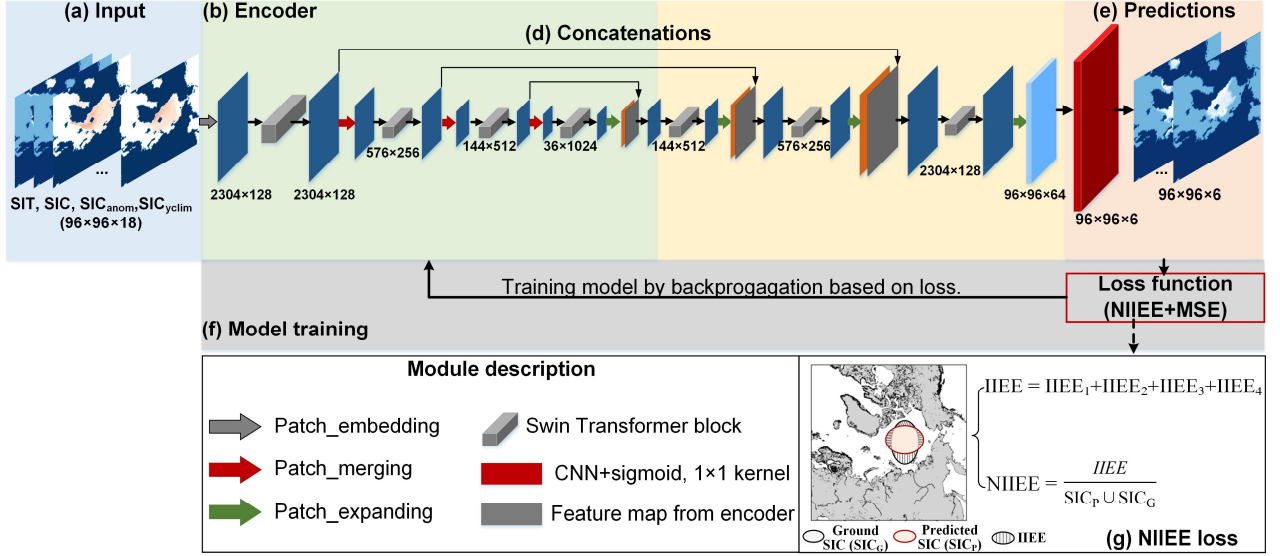 (a) Input
(b) Encoder
(d) Concatenations
(e) Predictions
2304×128
2304×128
576×256
144×512
36×1024
144×512
576×256
2304×128
96×96×64
96×96×6
...
96×96×6
...
SIT, SIC, SICanom,SICyclim
(96×96×18)
Training model by backprogagation based on loss.
Loss function
(NIIEE+MSE)
(f) Model training
Module description
Patch_embedding
Patch_merging
Patch_expanding
Swin Transformer block
CNN+sigmoid, 1×1 kernel
Feature map from encoder
IIEE = IIEE1+IIEE2+IIEE3+IIEE4
NIIEE = IIEE / SICP ∪ SICG
Ground
SIC (SICG)
Predicted
SIC (SICP)
IIEE
(g) NIIEE loss